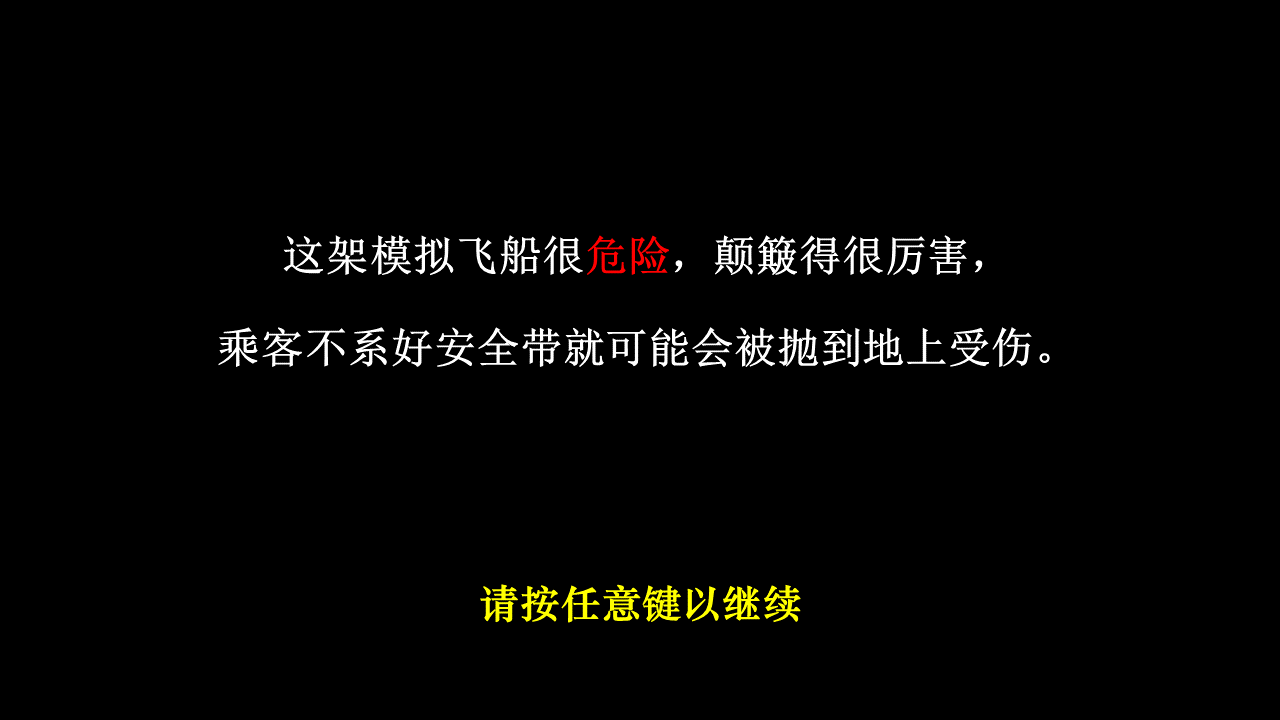 这架模拟飞船很危险，颠簸得很厉害，
乘客不系好安全带就可能会被抛到地上受伤。
请按任意键以继续